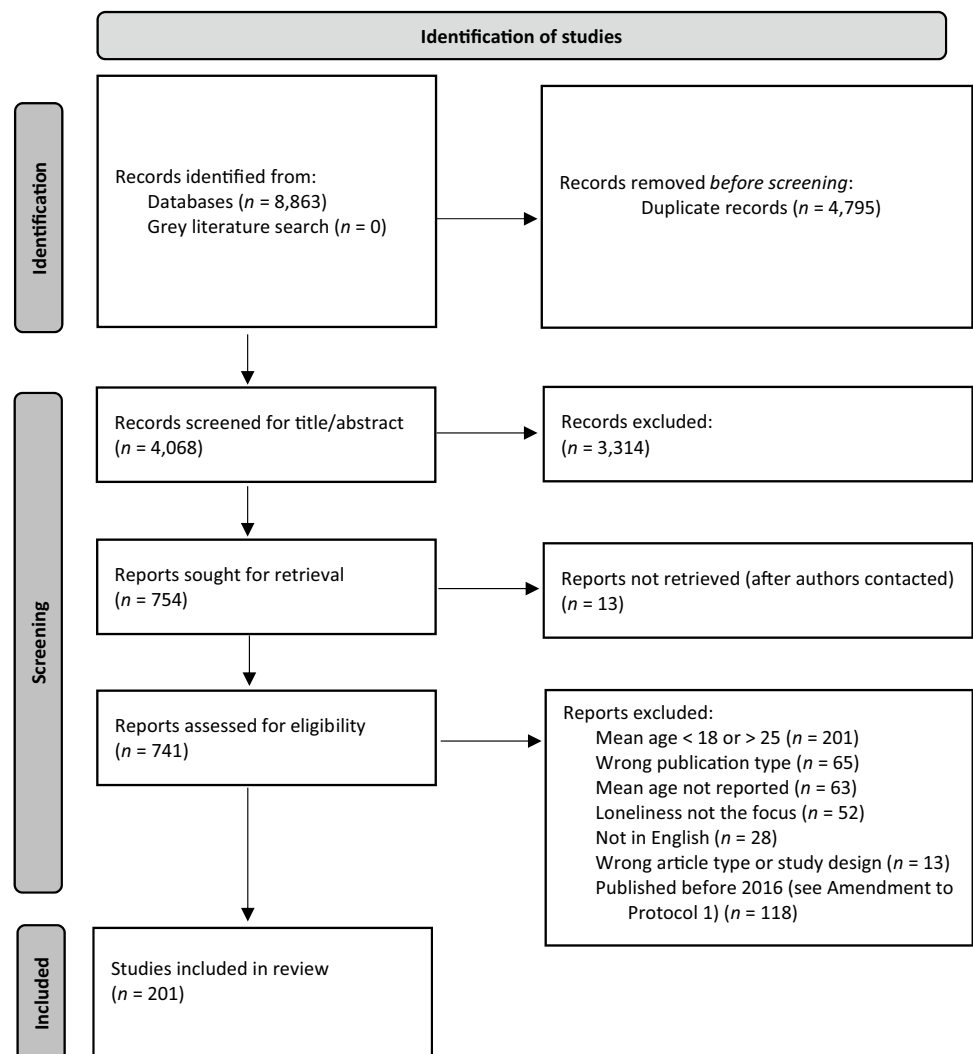 Identification of studies
Identification
Records identified from:
Databases (n = 8,863)
Grey literature search (n = 0)
Records removed before screening:
Duplicate records (n = 4,795)
Screening
Records screened for title/abstract
(n = 4,068)
Records excluded:
(n = 3,314)
Reports sought for retrieval
(n = 754)
Reports not retrieved (after authors contacted)
(n = 13)
Reports assessed for eligibility
(n = 741)
Reports excluded:
Mean age < 18 or > 25 (n = 201)
Wrong publication type (n = 65)
Mean age not reported (n = 63)
Loneliness not the focus (n = 52)
Not in English (n = 28)
Wrong article type or study design (n = 13)
Published before 2016 (see Amendment to
Protocol 1) (n = 118)
Included
Studies included in review
(n = 201)